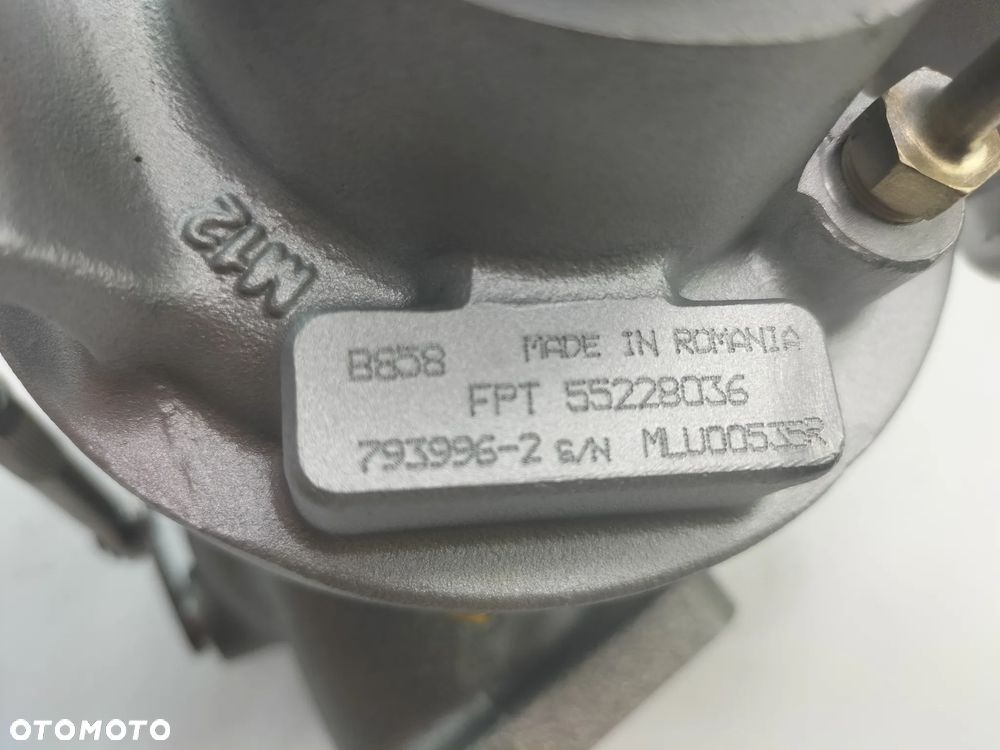 M12
B858 MADE IN ROMANIA
FPT 55228036
793996-2 S/N MLU00535R
OTOMOTO